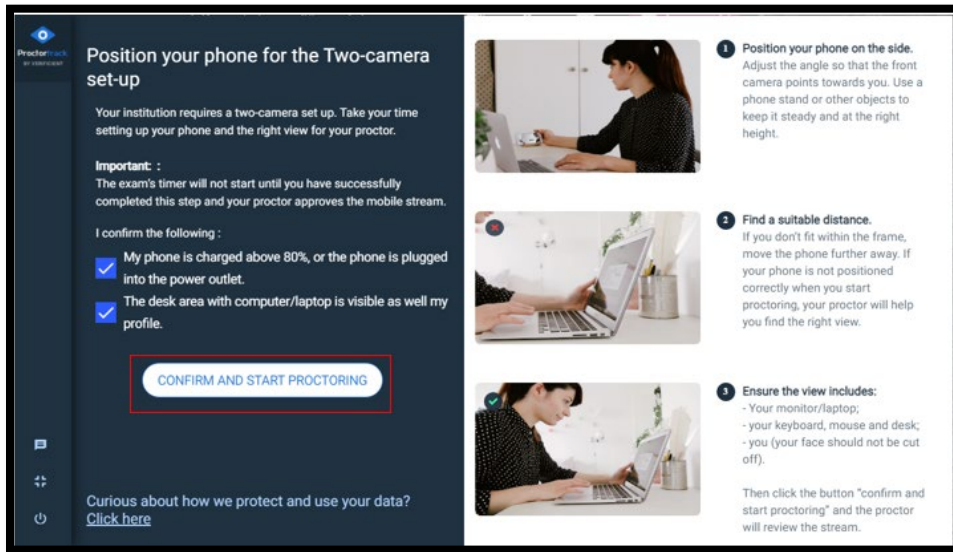 Proctortrack
BY VERIFICIENT
Position your phone for the Two-camera
set-up
Your institution requires a two-camera set up. Take your time
setting up your phone and the right view for your proctor.
Important: :
The exam's timer will not start until you have successfully
completed this step and your proctor approves the mobile stream.
I confirm the following :
My phone is charged above 80%, or the phone is plugged
into the power outlet.
The desk area with computer/laptop is visible as well my
profile.
CONFIRM AND START PROCTORING
Curious about how we protect and use your data?
Click here
1 Position your phone on the side.
Adjust the angle so that the front
camera points towards you. Use a
phone stand or other objects to
keep it steady and at the right
height.
2 Find a suitable distance.
If you don't fit within the frame,
move the phone further away. If
your phone is not positioned
correctly when you start
proctoring, your proctor will help
you find the right view.
3 Ensure the view includes:
- Your monitor/laptop;
- your keyboard, mouse and desk;
- you (your face should not be cut
off).
Then click the button "confirm and
start proctoring" and the proctor
will review the stream.